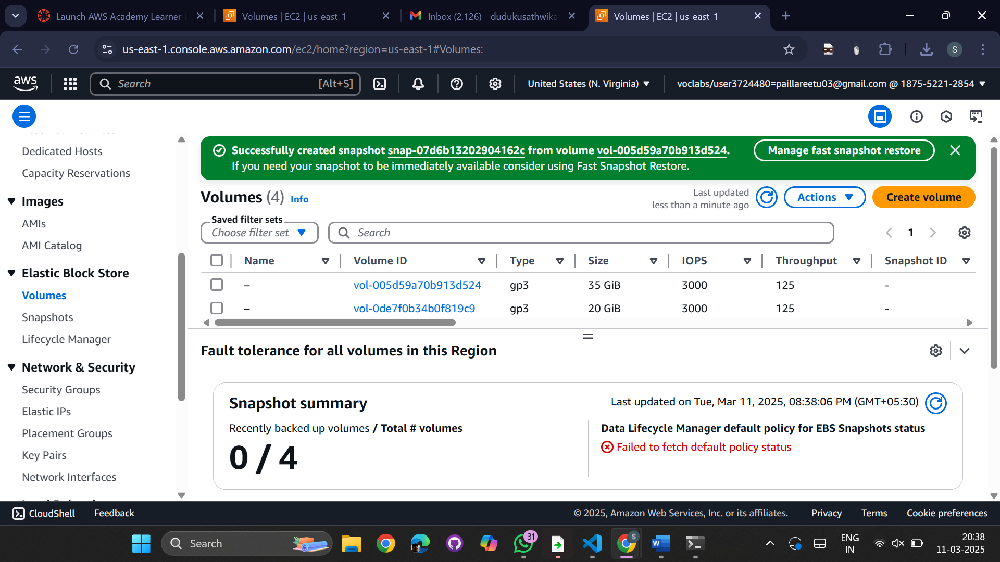 Launch AWS Academy Learner
Volumes | EC2 | us-east-1
Inbox (2,126) - dudukusathwika
Volumes | EC2 | us-east-1
us-east-1.console.aws.amazon.com/ec2/home?region=us-east-1#Volumes:
S
aws
Search
[Alt+S]
United States (N. Virginia)
voclabs/user3724480=paillareetu03@gmail.com @ 1875-5221-2854
Dedicated Hosts
Capacity Reservations
Images
AMIs
AMI Catalog
Elastic Block Store
Volumes
Snapshots
Lifecycle Manager
Network & Security
Security Groups
Elastic IPs
Placement Groups
Key Pairs
Network Interfaces
Successfully created snapshot snap-07d6b13202904162c from volume vol-005d59a70b913d524.
If you need your snapshot to be immediately available consider using Fast Snapshot Restore.
Manage fast snapshot restore
Volumes (4) Info
Last updated
less than a minute ago
Actions
Create volume
Saved filter sets
Choose filter set
Search
1
Name Volume ID Type Size IOPS Throughput Snapshot ID
– vol-005d59a70b913d524 gp3 35 GiB 3000 125 -
– vol-0de7f0b34b0f819c9 gp3 20 GiB 3000 125 -
Fault tolerance for all volumes in this Region
Snapshot summary
Last updated on Tue, Mar 11, 2025, 08:38:06 PM (GMT+05:30)
Recently backed up volumes / Total # volumes
0 / 4
Data Lifecycle Manager default policy for EBS Snapshots status
Failed to fetch default policy status
CloudShell
Feedback
© 2025, Amazon Web Services, Inc. or its affiliates.
Privacy
Terms
Cookie preferences
Search
31
S
ENG
IN
20:38
11-03-2025